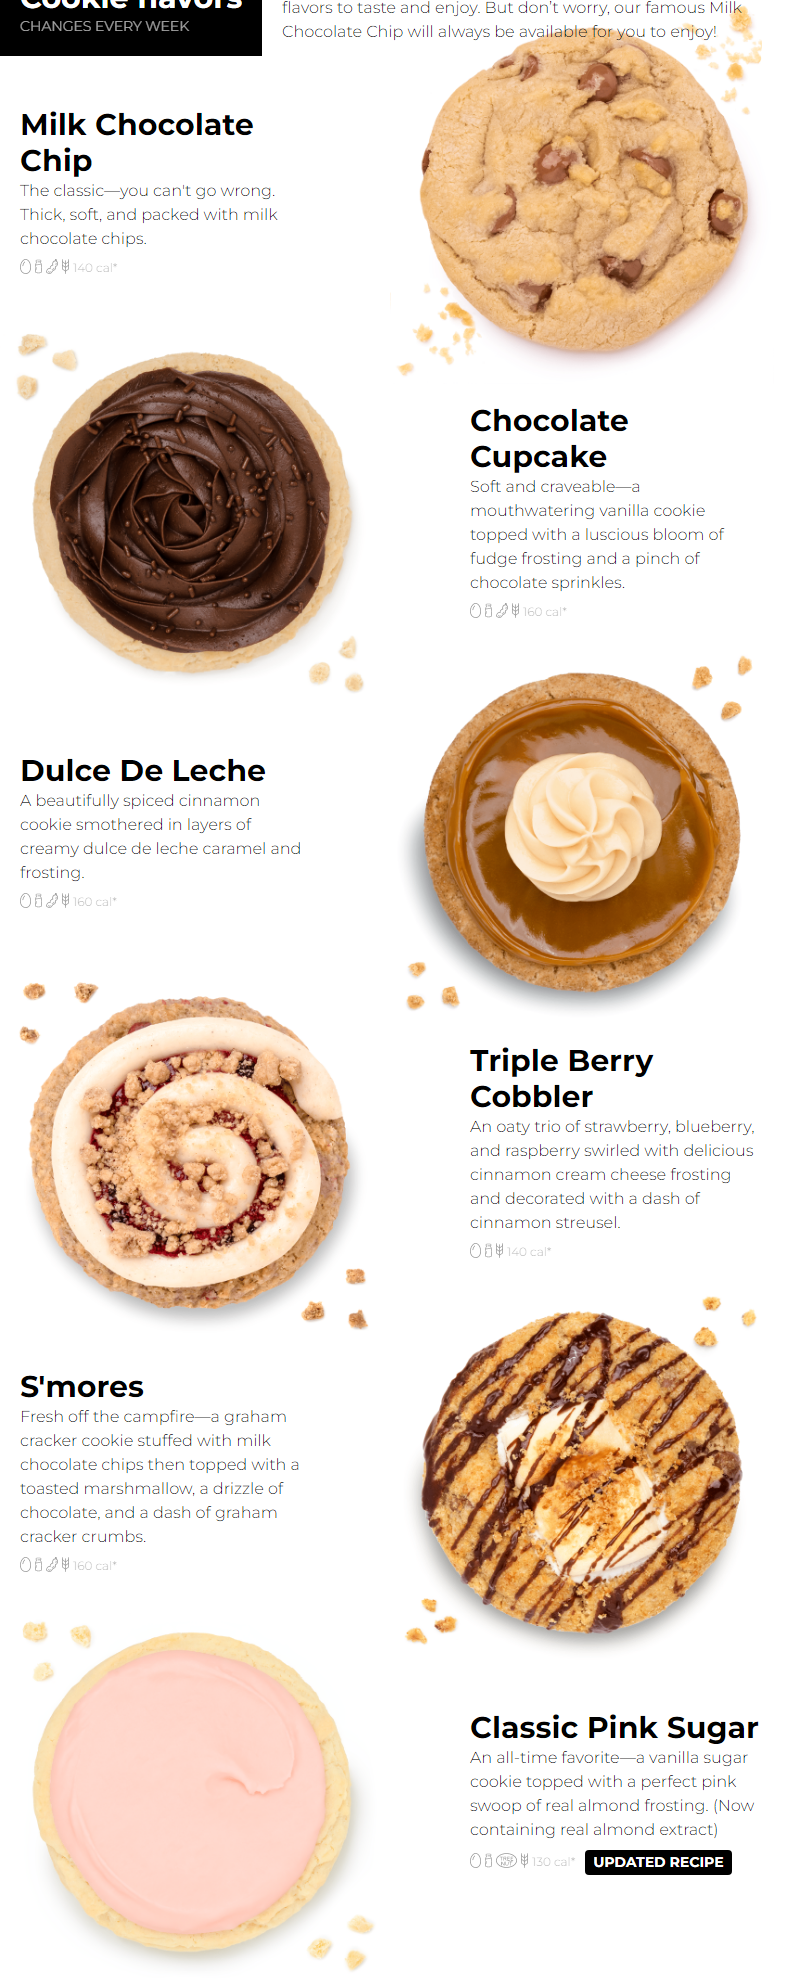 Cookie flavors
CHANGES EVERY WEEK
flavors to taste and enjoy. But don't worry, our famous Milk
Chocolate Chip will always be available for you to enjoy!
Milk Chocolate
Chip
The classic—you can't go wrong.
Thick, soft, and packed with milk
chocolate chips.
140 cal*
Chocolate
Cupcake
Soft and craveable—a
mouthwatering vanilla cookie
topped with a luscious bloom of
fudge frosting and a pinch of
chocolate sprinkles.
160 cal*
Dulce De Leche
A beautifully spiced cinnamon
cookie smothered in layers of
creamy dulce de leche caramel and
frosting.
160 cal*
Triple Berry
Cobbler
An oaty trio of strawberry, blueberry,
and raspberry swirled with delicious
cinnamon cream cheese frosting
and decorated with a dash of
cinnamon streusel.
140 cal*
S'mores
Fresh off the campfire—a graham
cracker cookie stuffed with milk
chocolate chips then topped with a
toasted marshmallow, a drizzle of
chocolate, and a dash of graham
cracker crumbs.
160 cal*
Classic Pink Sugar
An all-time favorite—a vanilla sugar
cookie topped with a perfect pink
swoop of real almond frosting. (Now
containing real almond extract)
TREE NUT 130 cal* UPDATED RECIPE